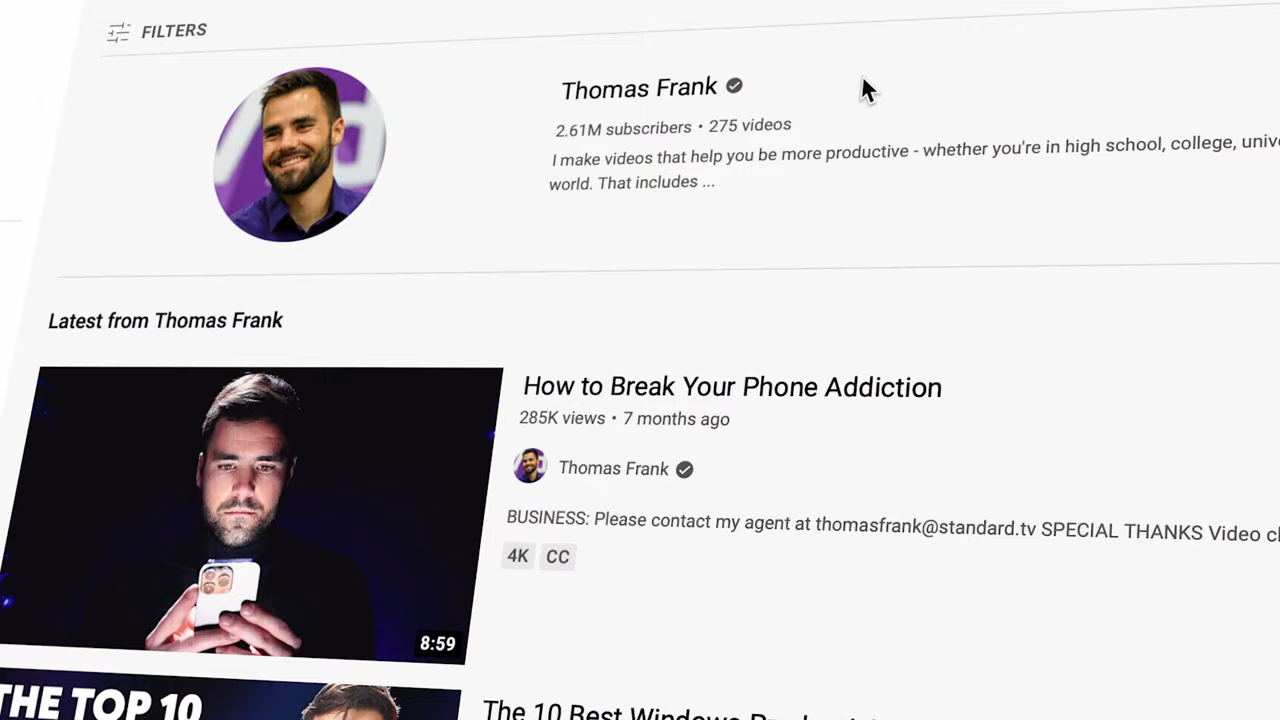 FILTERS
Thomas Frank
2.61M subscribers • 275 videos
I make videos that help you be more productive - whether you're in high school, college,
world. That includes ...
Latest from Thomas Frank
How to Break Your Phone Addiction
285K views • 7 months ago
Thomas Frank
BUSINESS: Please contact my agent at thomasfrank@standard.tv SPECIAL THANKS Video
4K CC
8:59
THE TOP 10
The 10 Best Windows